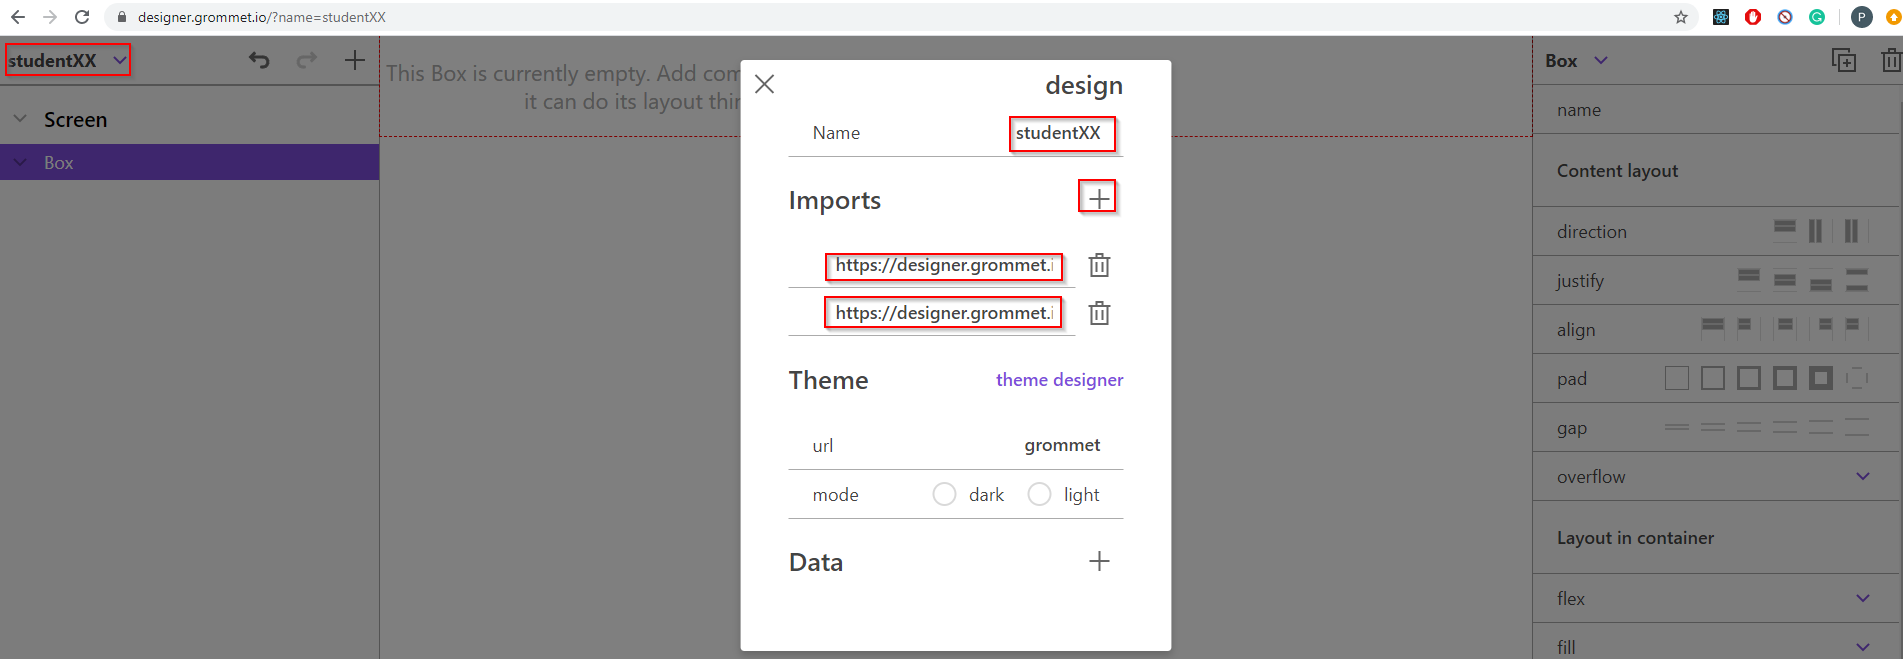 designer.grommet.io/?name=studentXX
P
studentXX
This Box is currently empty. Add com
it can do its layout thin
Screen
Box
design
Name studentXX
Imports
https://designer.grommet.i
https://designer.grommet.i
Theme theme designer
url grommet
mode dark light
Data
Box
name
Content layout
direction
justify
align
pad
gap
overflow
Layout in container
flex
fill